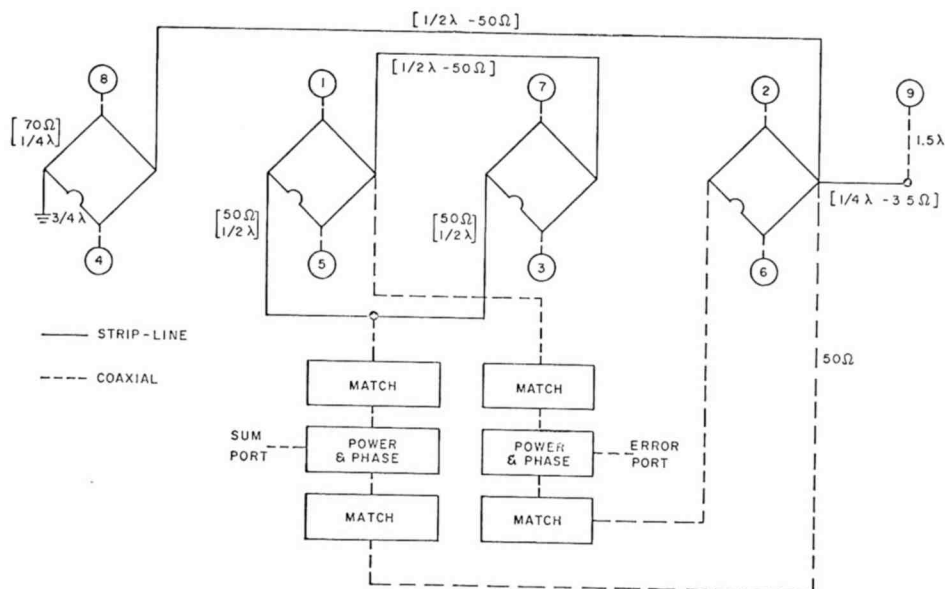 [1/2λ -50Ω]
[1/2λ -50Ω]
8
1
7
2
9
[70Ω
1/4λ]
1.5λ
3/4λ
[50Ω
1/2λ]
[50Ω
1/2λ]
[1/4λ -35Ω]
4
5
3
6
STRIP-LINE
COAXIAL
50Ω
MATCH
MATCH
SUM
PORT
POWER
& PHASE
POWER
& PHASE
ERROR
PORT
MATCH
MATCH